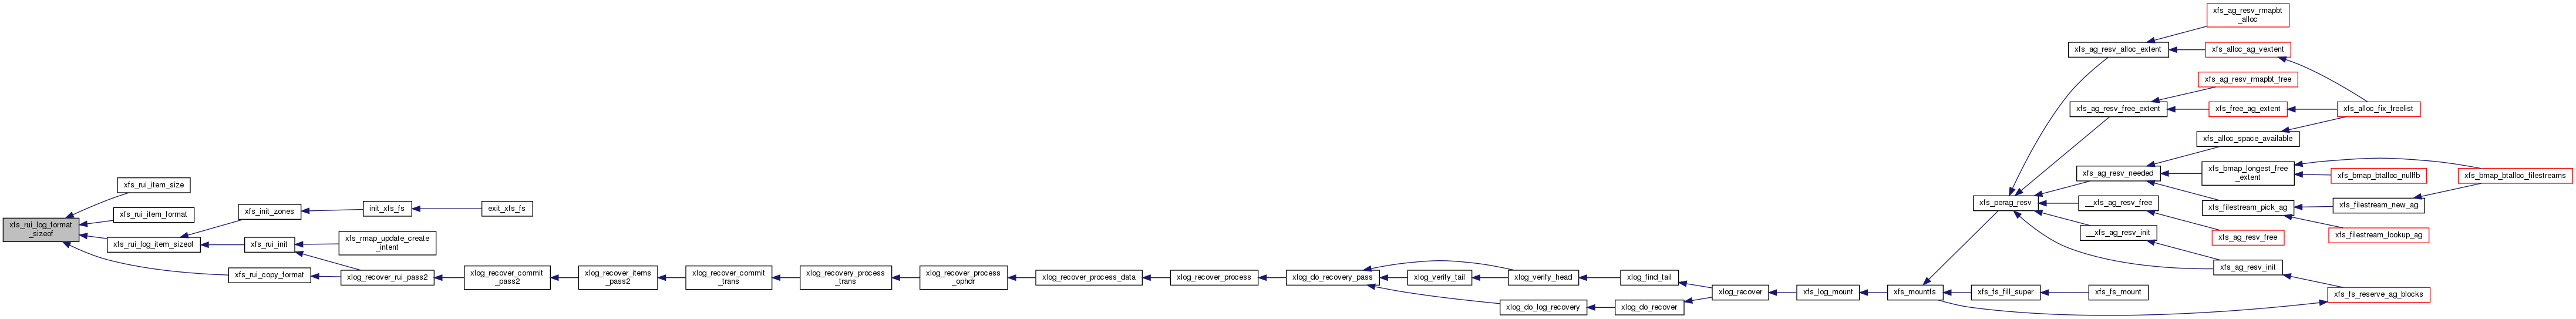 xfs_rui_log_format
_sizeof
xfs_rui_item_size
xfs_rui_item_format
xfs_rui_log_item_sizeof
xfs_rui_copy_format
xfs_init_zones
xfs_rui_init
xlog_recover_rui_pass2
init_xfs_fs
exit_xfs_fs
xfs_rmap_update_create
_intent
xlog_recover_commit
_pass2
xlog_recover_items
_pass2
xlog_recover_commit
_trans
xlog_recovery_process
_trans
xlog_recover_process
_ophdr
xlog_recover_process_data
xlog_recover_process
xlog_do_recovery_pass
xlog_verify_tail
xlog_verify_head
xlog_find_tail
xlog_do_log_recovery
xlog_do_recover
xlog_recover
xfs_log_mount
xfs_mountfs
xfs_fs_fill_super
xfs_fs_mount
xfs_perag_resv
xfs_ag_resv_alloc_extent
xfs_ag_resv_free_extent
xfs_ag_resv_needed
__xfs_ag_resv_free
__xfs_ag_resv_init
xfs_ag_resv_rmapbt
_alloc
xfs_alloc_ag_vextent
xfs_ag_resv_rmapbt_free
xfs_free_ag_extent
xfs_alloc_fix_freelist
xfs_alloc_space_available
xfs_bmap_longest_free
_extent
xfs_bmap_btalloc_nullfb
xfs_bmap_btalloc_filestreams
xfs_filestream_pick_ag
xfs_filestream_new_ag
xfs_filestream_lookup_ag
xfs_ag_resv_free
xfs_ag_resv_init
xfs_fs_reserve_ag_blocks